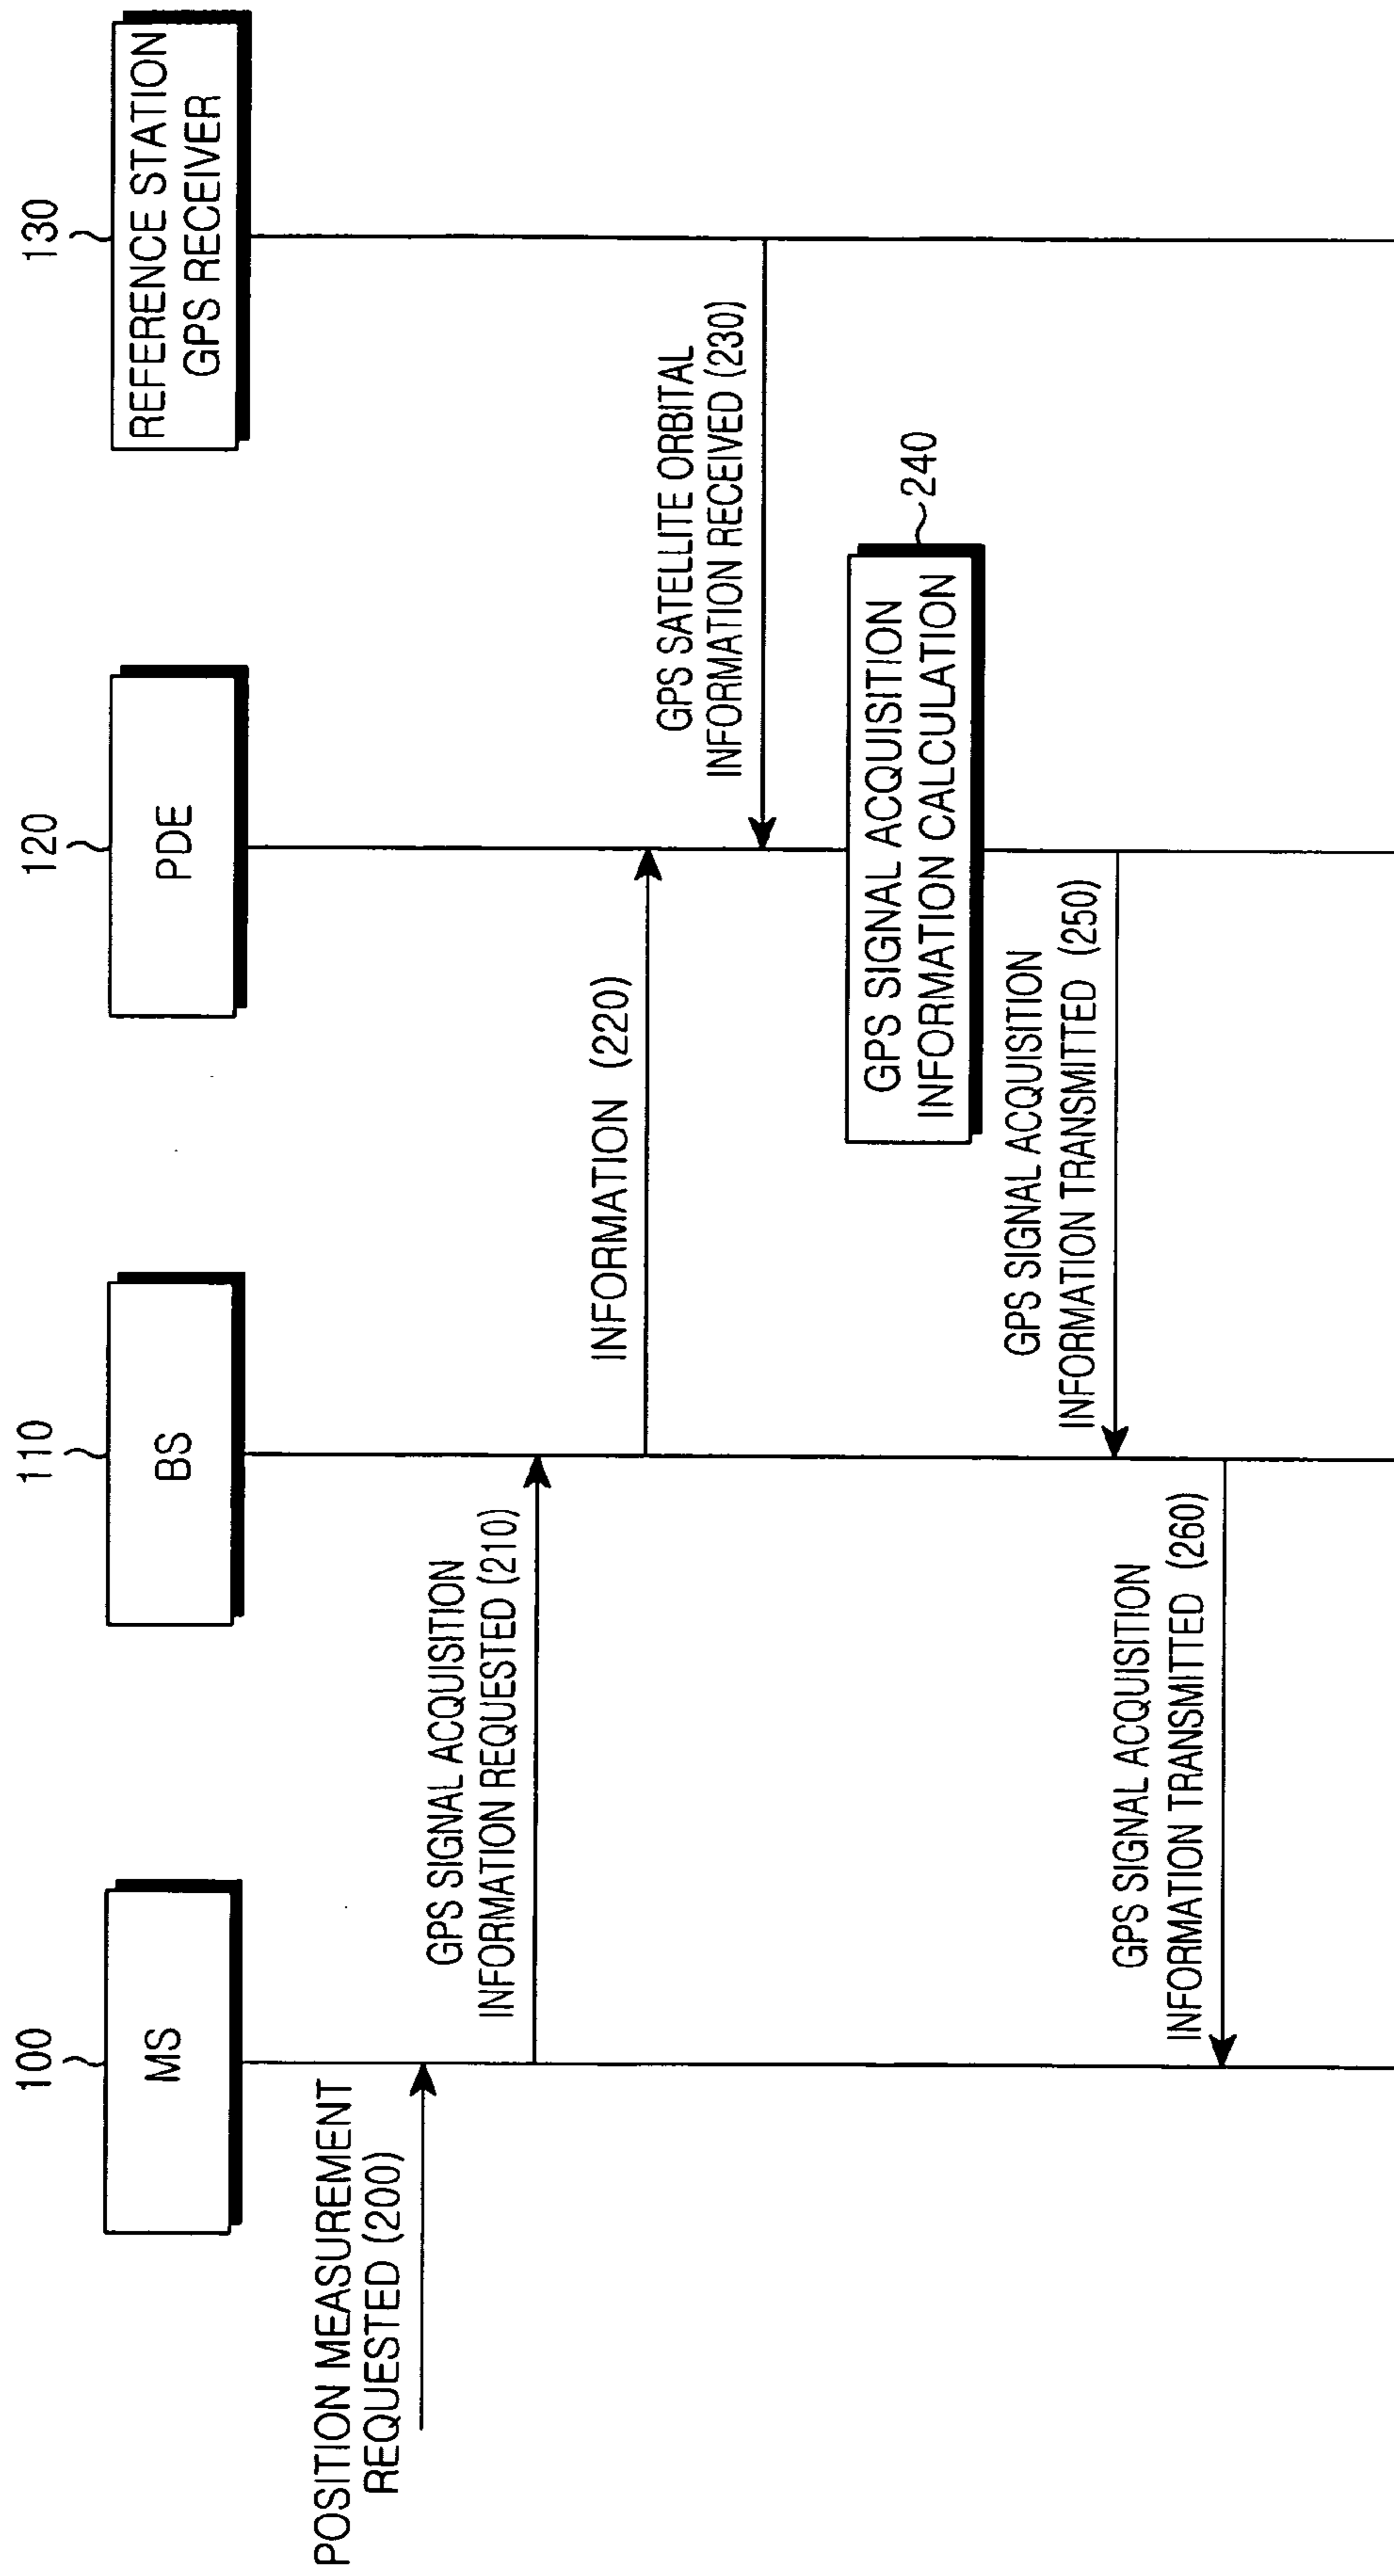 100
MS
110
BS
120
PDE
130
REFERENCE STATION
GPS RECEIVER
POSITION MEASUREMENT
REQUESTED (200)
GPS SIGNAL ACQUISITION
INFORMATION REQUESTED (210)
INFORMATION (220)
GPS SATELLITE ORBITAL
INFORMATION RECEIVED (230)
GPS SIGNAL ACQUISITION
INFORMATION CALCULATION
240
GPS SIGNAL ACQUISITION
INFORMATION TRANSMITTED (250)
GPS SIGNAL ACQUISITION
INFORMATION TRANSMITTED (260)